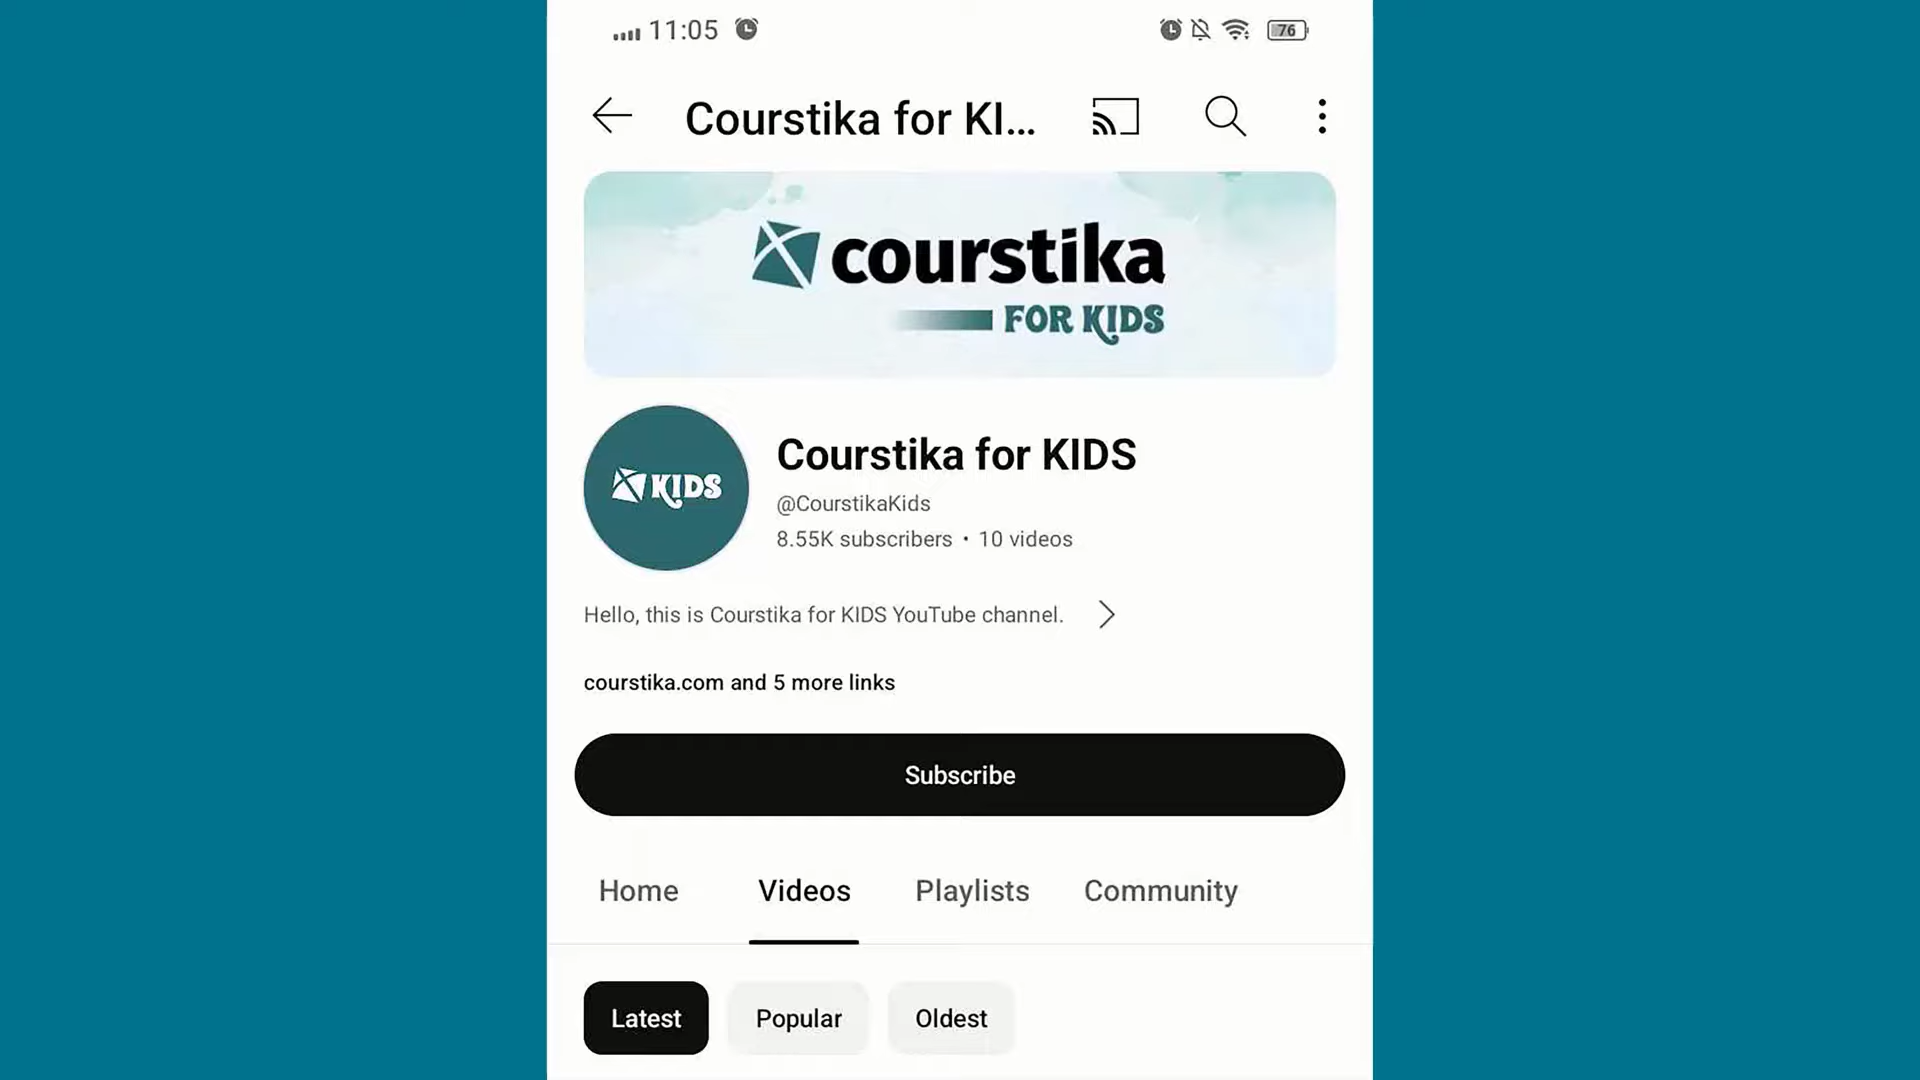 11:05
76
Courstika for KI...
courstika
FOR KIDS
KIDS
Courstika for KIDS
@CourstikaKids
8.55K subscribers • 10 videos
Hello, this is Courstika for KIDS YouTube channel.
courstika.com and 5 more links
Subscribe
Home Videos Playlists Community
Latest Popular Oldest